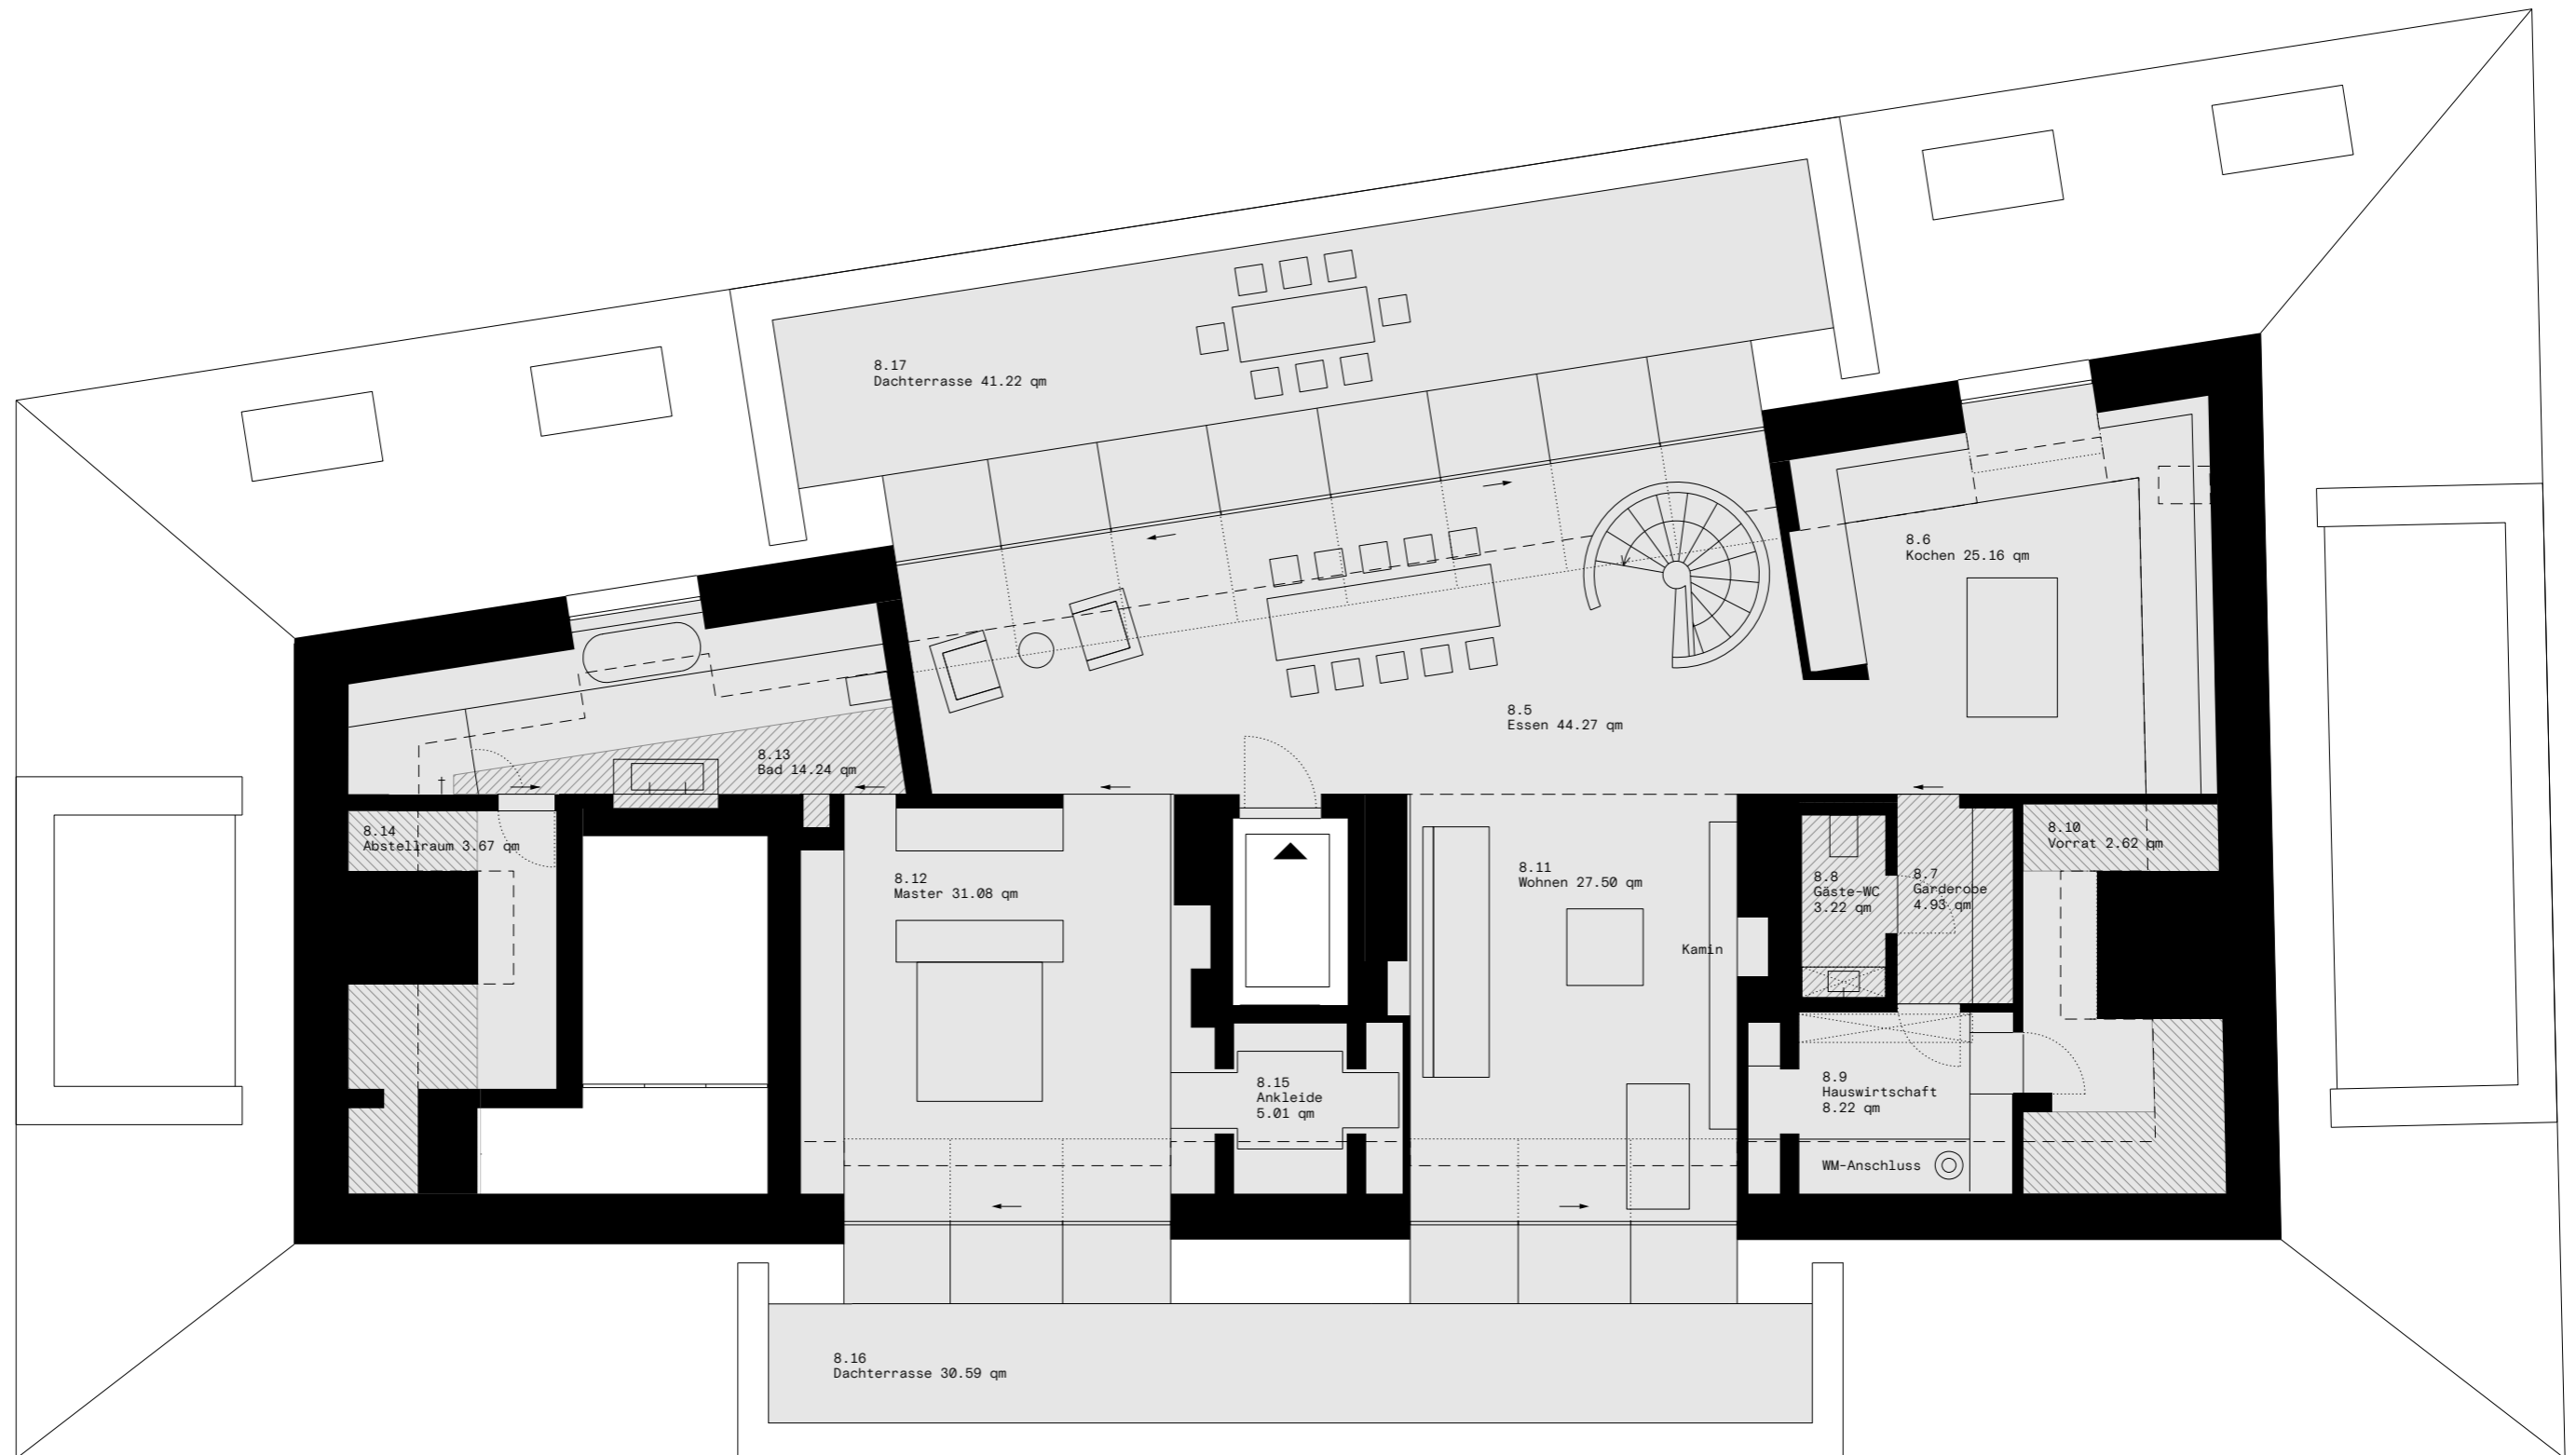 8.17
Dachterrasse 41.22 qm
8.6
Kochen 25.16 qm
8.5
Essen 44.27 qm
8.13
Bad 14.24 qm
8.14
Abstellraum 3.67 qm
8.12
Master 31.08 qm
8.11
Wohnen 27.50 qm
Kamin
8.8
Gäste-WC
3.22 qm
8.7
Garderobe
4.93 qm
8.10
Vorrat 2.62 qm
8.15
Ankleide
5.01 qm
8.9
Hauswirtschaft
8.22 qm
WM-Anschluss
8.16
Dachterrasse 30.59 qm